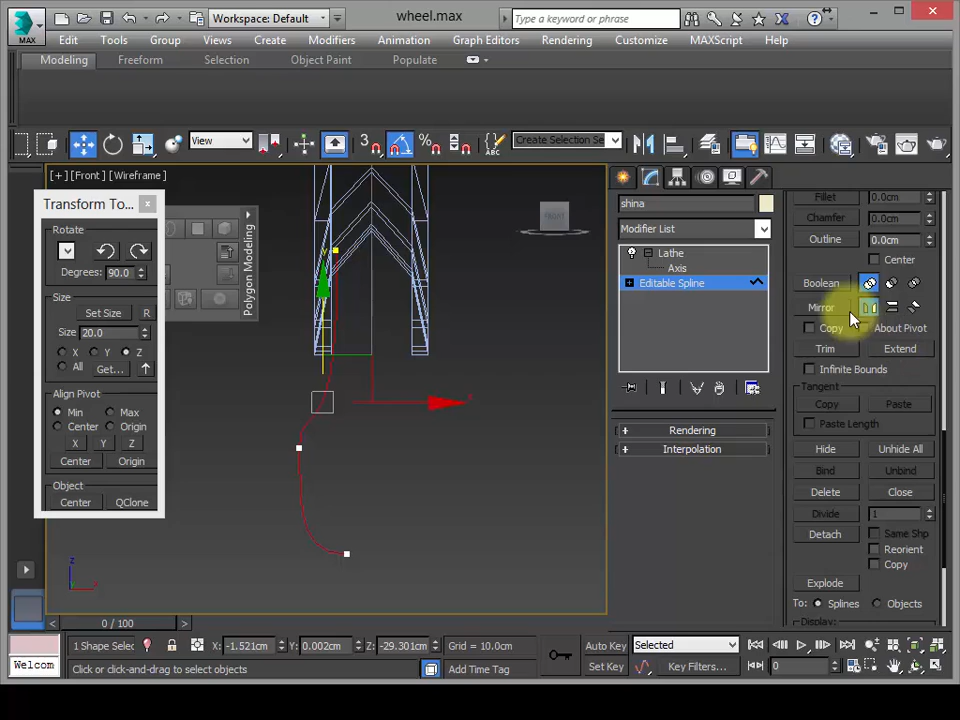 MAX
Workspace: Default
wheel.max
Type a keyword or phrase
Edit Tools Group Views Create Modifiers Animation Graph Editors Rendering Customize MAXScript Help
Modeling Freeform Selection Object Paint Populate
View
3
Create Selection Se
ABC
[+] [Front] [Wireframe]
FRONT
Transform To...
Rotate
Degrees: 90.0
Size
Set Size R
Size 20.0
X Y Z
All Get...
Align Pivot
Min Max
Center Origin
X Y Z
Center Origin
Object
Center QClone
Polygon Modeling
y
x
z
x
shina
Modifier List
Lathe
Axis
Editable Spline
Rendering
Interpolation
Fillet 0.0cm
Chamfer 0.0cm
Outline 0.0cm
Center
Boolean
Mirror
Copy About Pivot
Trim Extend
Infinite Bounds
Tangent
Copy Paste
Paste Length
Hide Unhide All
Bind Unbind
Delete Close
Divide 1
Detach Same Shp
Reorient
Copy
Explode
To: Splines Objects
Display:
0 / 100
1 Shape Selec
X: -1.521cm Y: 0.002cm Z: -29.301cm Grid = 10.0cm
Auto Key Selected
Welcom
Click or click-and-drag to select objects
Add Time Tag
Set Key Key Filters...
0